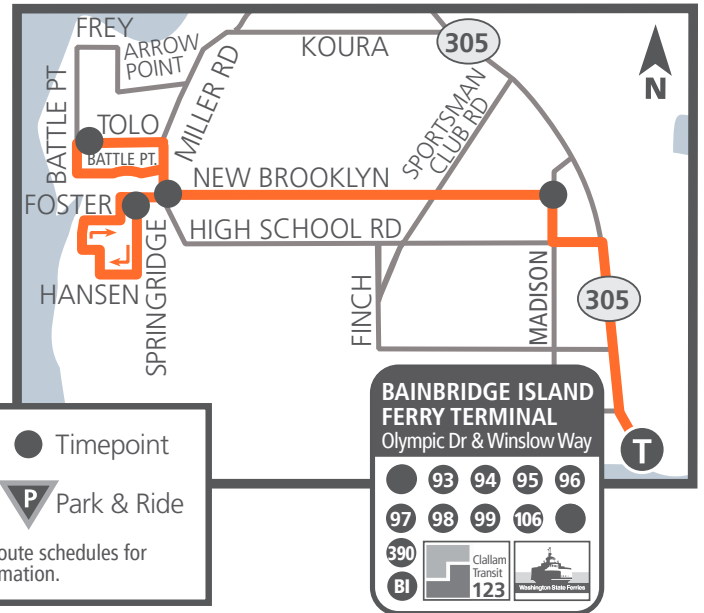 FREY
ARROW
POINT
MILLER RD
KOURA
305
N
BATTLE PT
TOLO
BATTLE PT.
SPORTSMAN
CLUB RD
NEW BROOKLYN
FOSTER
HIGH SCHOOL RD
HANSEN
SPRINGRIDGE
FINCH
MADISON
305
T
BAINBRIDGE ISLAND
FERRY TERMINAL
Olympic Dr & Winslow Way
93 94 95 96
97 98 99 106
390
BI
Clallam
Transit
123
Washington State Ferries
Timepoint
P Park & Ride
oute schedules for
mation.